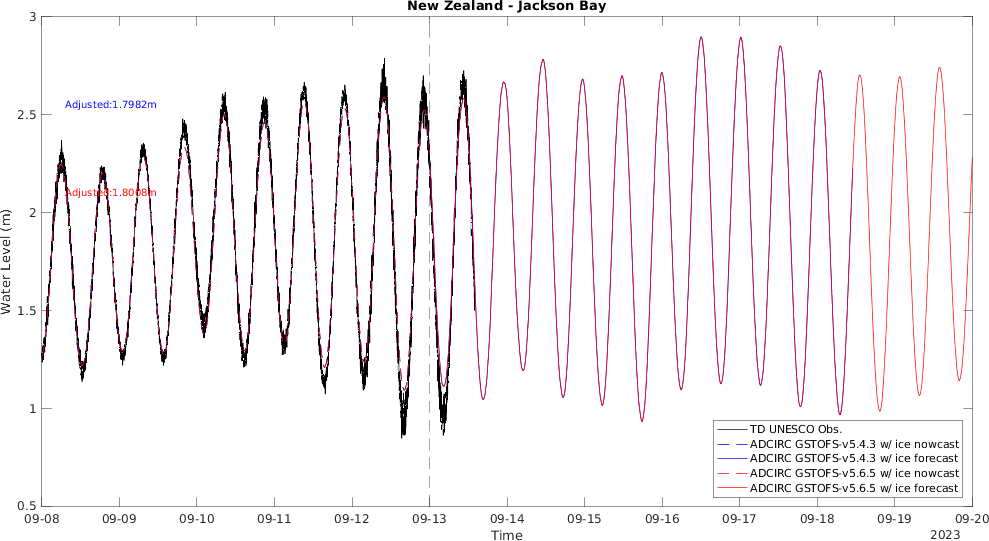 New Zealand - Jackson Bay
3
2.5
2
1.5
1
0.5
Water Level (m)
Adjusted:1.7982m
Adjusted:1.8008m
TD UNESCO Obs.
ADCIRC GSTOFS-v5.4.3 w/ ice nowcast
ADCIRC GSTOFS-v5.4.3 w/ ice forecast
ADCIRC GSTOFS-v5.6.5 w/ ice nowcast
ADCIRC GSTOFS-v5.6.5 w/ ice forecast
09-08 09-09 09-10 09-11 09-12 09-13 09-14 09-15 09-16 09-17 09-18 09-19 09-20
Time
2023